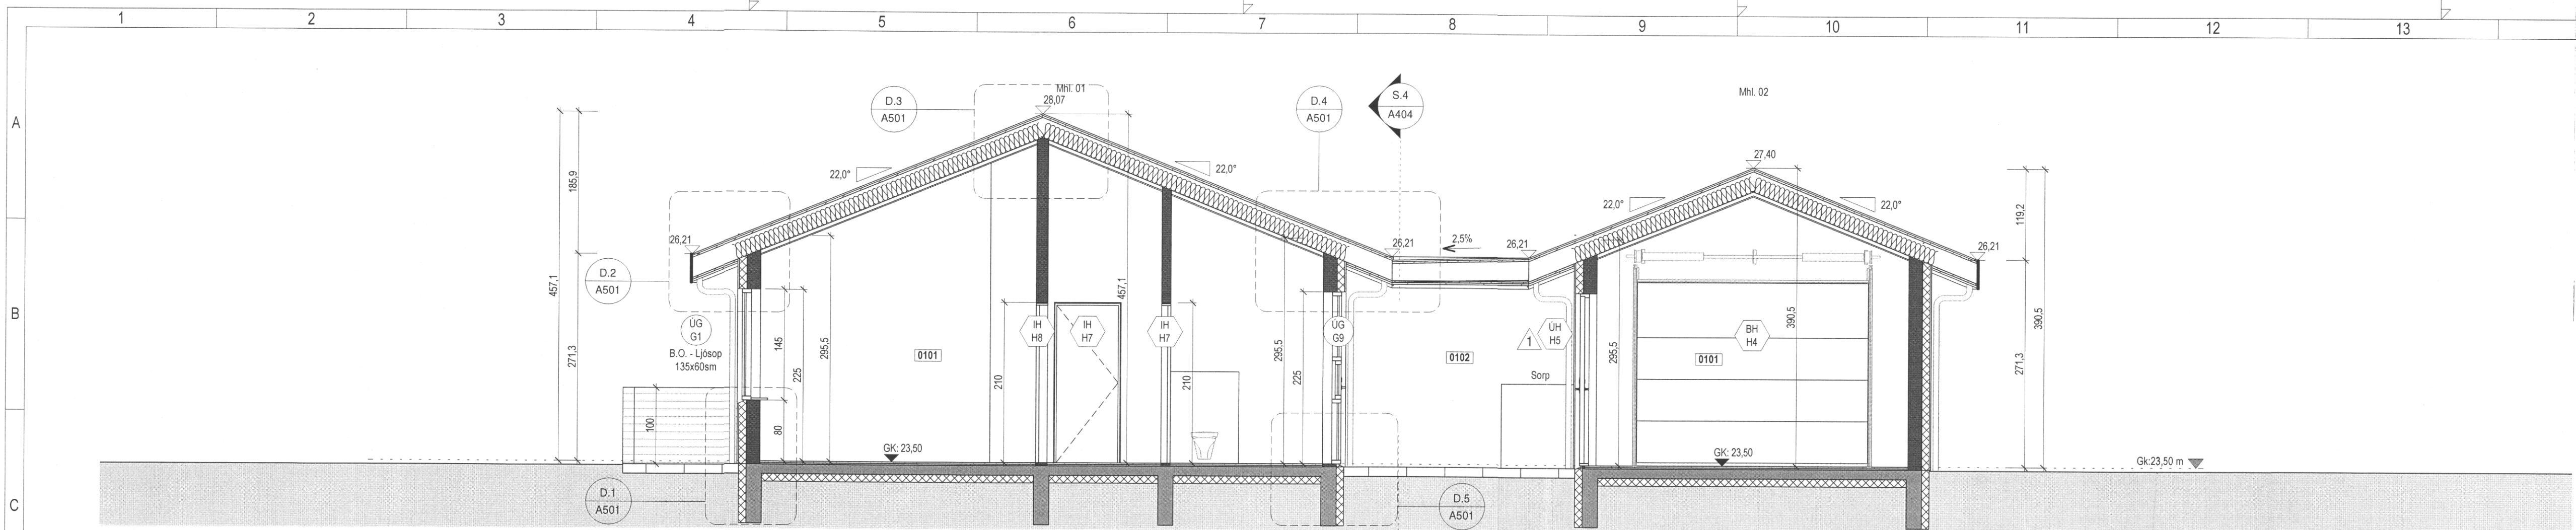 1 2 3 4 5 6 7 8 9 10 11 12 13
A
B
C
D.3
A501
Mhl. 01
28,07
D.4
A501
S.4
A404
Mhl. 02
22,0°
22,0°
27,40
22,0°
22,0°
185,9
457,1
271,3
26,21
D.2
A501
26,21
2,5%
26,21
26,21
119,2
390,5
271,3
ÚG
G1
B.O. - Ljósop
135x60sm
145
225
295,5
80
100
0101
210
IH
H8
IH
H7
457,1
IH
H7
210
295,5
225
ÚG
G9
0102
1
ÚH
H5
Sorp
295,5
BH
H4
0101
390,5
GK: 23,50
GK: 23,50
Gk:23,50 m
D.1
A501
D.5
A501